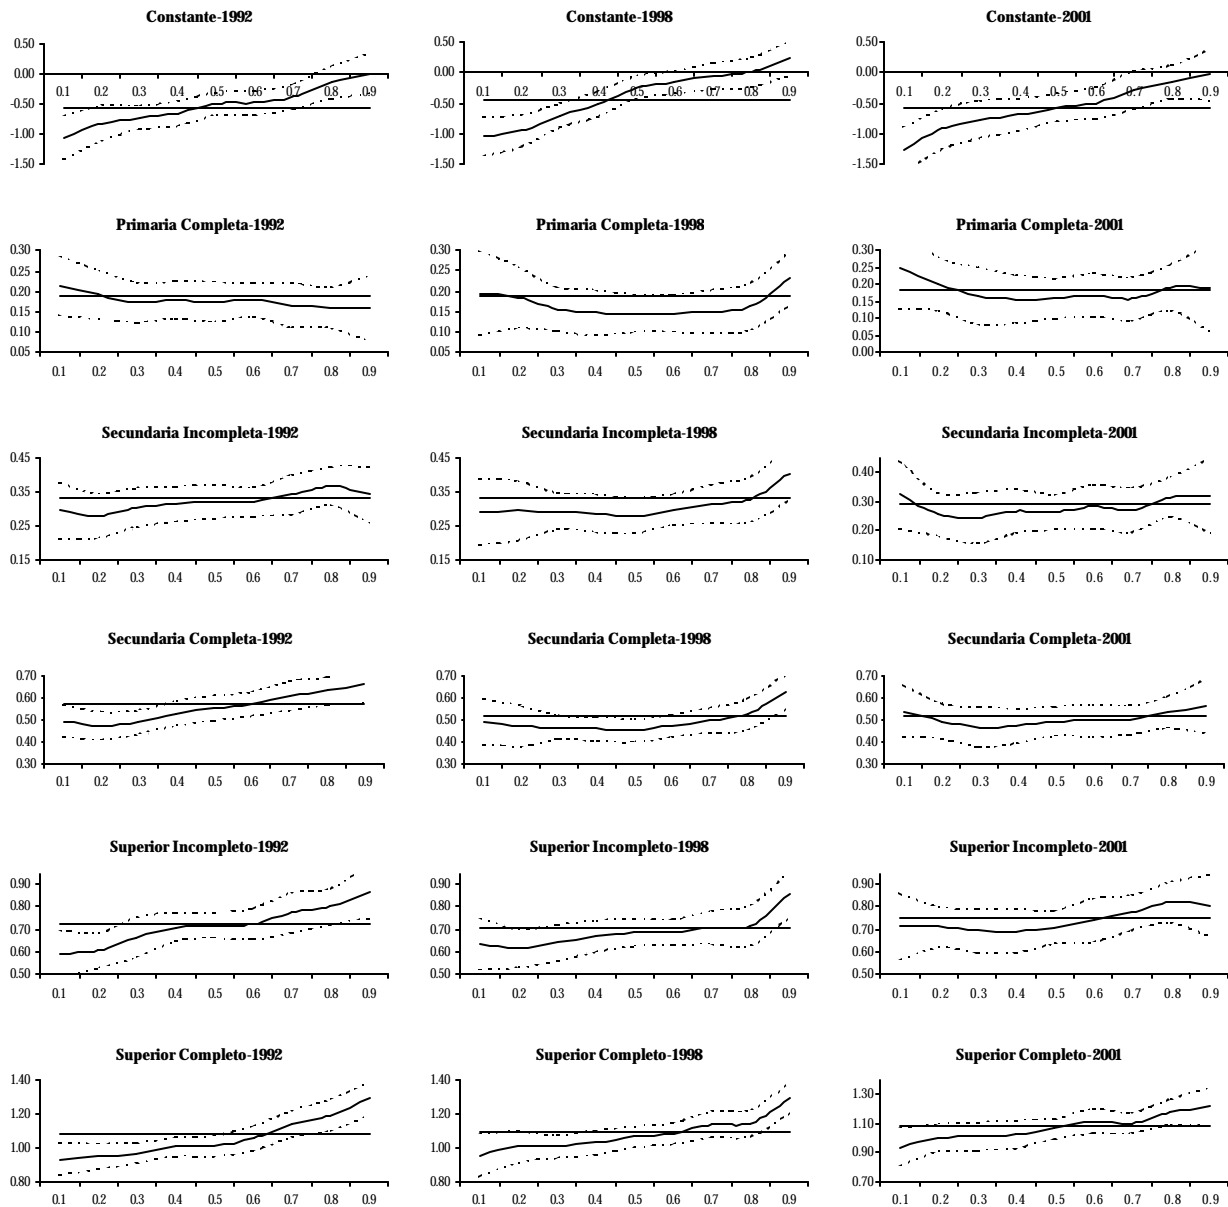 Constante-1992 Constante-1998 Constante-2001
0.50 0.50 0.50
0.00 0.00 0.00
0.1 0.2 0.3 0.4 0.5 0.6 0.7 0.8 0.9 0.1 0.2 0.3 0.4 0.5 0.6 0.7 0.8 0.9 0.1 0.2 0.3 0.4 0.5 0.6 0.7 0.8 0.9
-0.50 -0.50 -0.50
-1.00 -1.00 -1.00
-1.50 -1.50 -1.50
Primaria Completa-1992 Primaria Completa-1998 Primaria Completa-2001
0.30 0.30 0.30
0.25 0.25 0.25
0.20 0.20 0.20
0.15 0.15 0.15
0.10 0.10 0.10
0.05 0.05 0.05
0.00
0.1 0.2 0.3 0.4 0.5 0.6 0.7 0.8 0.9 0.1 0.2 0.3 0.4 0.5 0.6 0.7 0.8 0.9 0.1 0.2 0.3 0.4 0.5 0.6 0.7 0.8 0.9
Secundaria Incompleta-1992 Secundaria Incompleta-1998 Secundaria Incompleta-2001
0.45 0.45 0.40
0.35 0.35 0.30
0.25 0.25 0.20
0.15 0.15 0.10
0.1 0.2 0.3 0.4 0.5 0.6 0.7 0.8 0.9 0.1 0.2 0.3 0.4 0.5 0.6 0.7 0.8 0.9 0.1 0.2 0.3 0.4 0.5 0.6 0.7 0.8 0.9
Secundaria Completa-1992 Secundaria Completa-1998 Secundaria Completa-2001
0.70 0.70 0.70
0.60 0.60 0.60
0.50 0.50 0.50
0.40 0.40 0.40
0.30 0.30 0.30
0.1 0.2 0.3 0.4 0.5 0.6 0.7 0.8 0.9 0.1 0.2 0.3 0.4 0.5 0.6 0.7 0.8 0.9 0.1 0.2 0.3 0.4 0.5 0.6 0.7 0.8 0.9
Superior Incompleto-1992 Superior Incompleto-1998 Superior Incompleto-2001
0.90 0.90 0.90
0.80 0.80 0.80
0.70 0.70 0.70
0.60 0.60 0.60
0.50 0.50 0.50
0.1 0.2 0.3 0.4 0.5 0.6 0.7 0.8 0.9 0.1 0.2 0.3 0.4 0.5 0.6 0.7 0.8 0.9 0.1 0.2 0.3 0.4 0.5 0.6 0.7 0.8 0.9
Superior Completo-1992 Superior Completo-1998 Superior Completo-2001
1.40 1.40 1.30
1.20 1.20 1.10
1.00 1.00 0.90
0.80 0.80 0.70
0.1 0.2 0.3 0.4 0.5 0.6 0.7 0.8 0.9 0.1 0.2 0.3 0.4 0.5 0.6 0.7 0.8 0.9 0.1 0.2 0.3 0.4 0.5 0.6 0.7 0.8 0.9